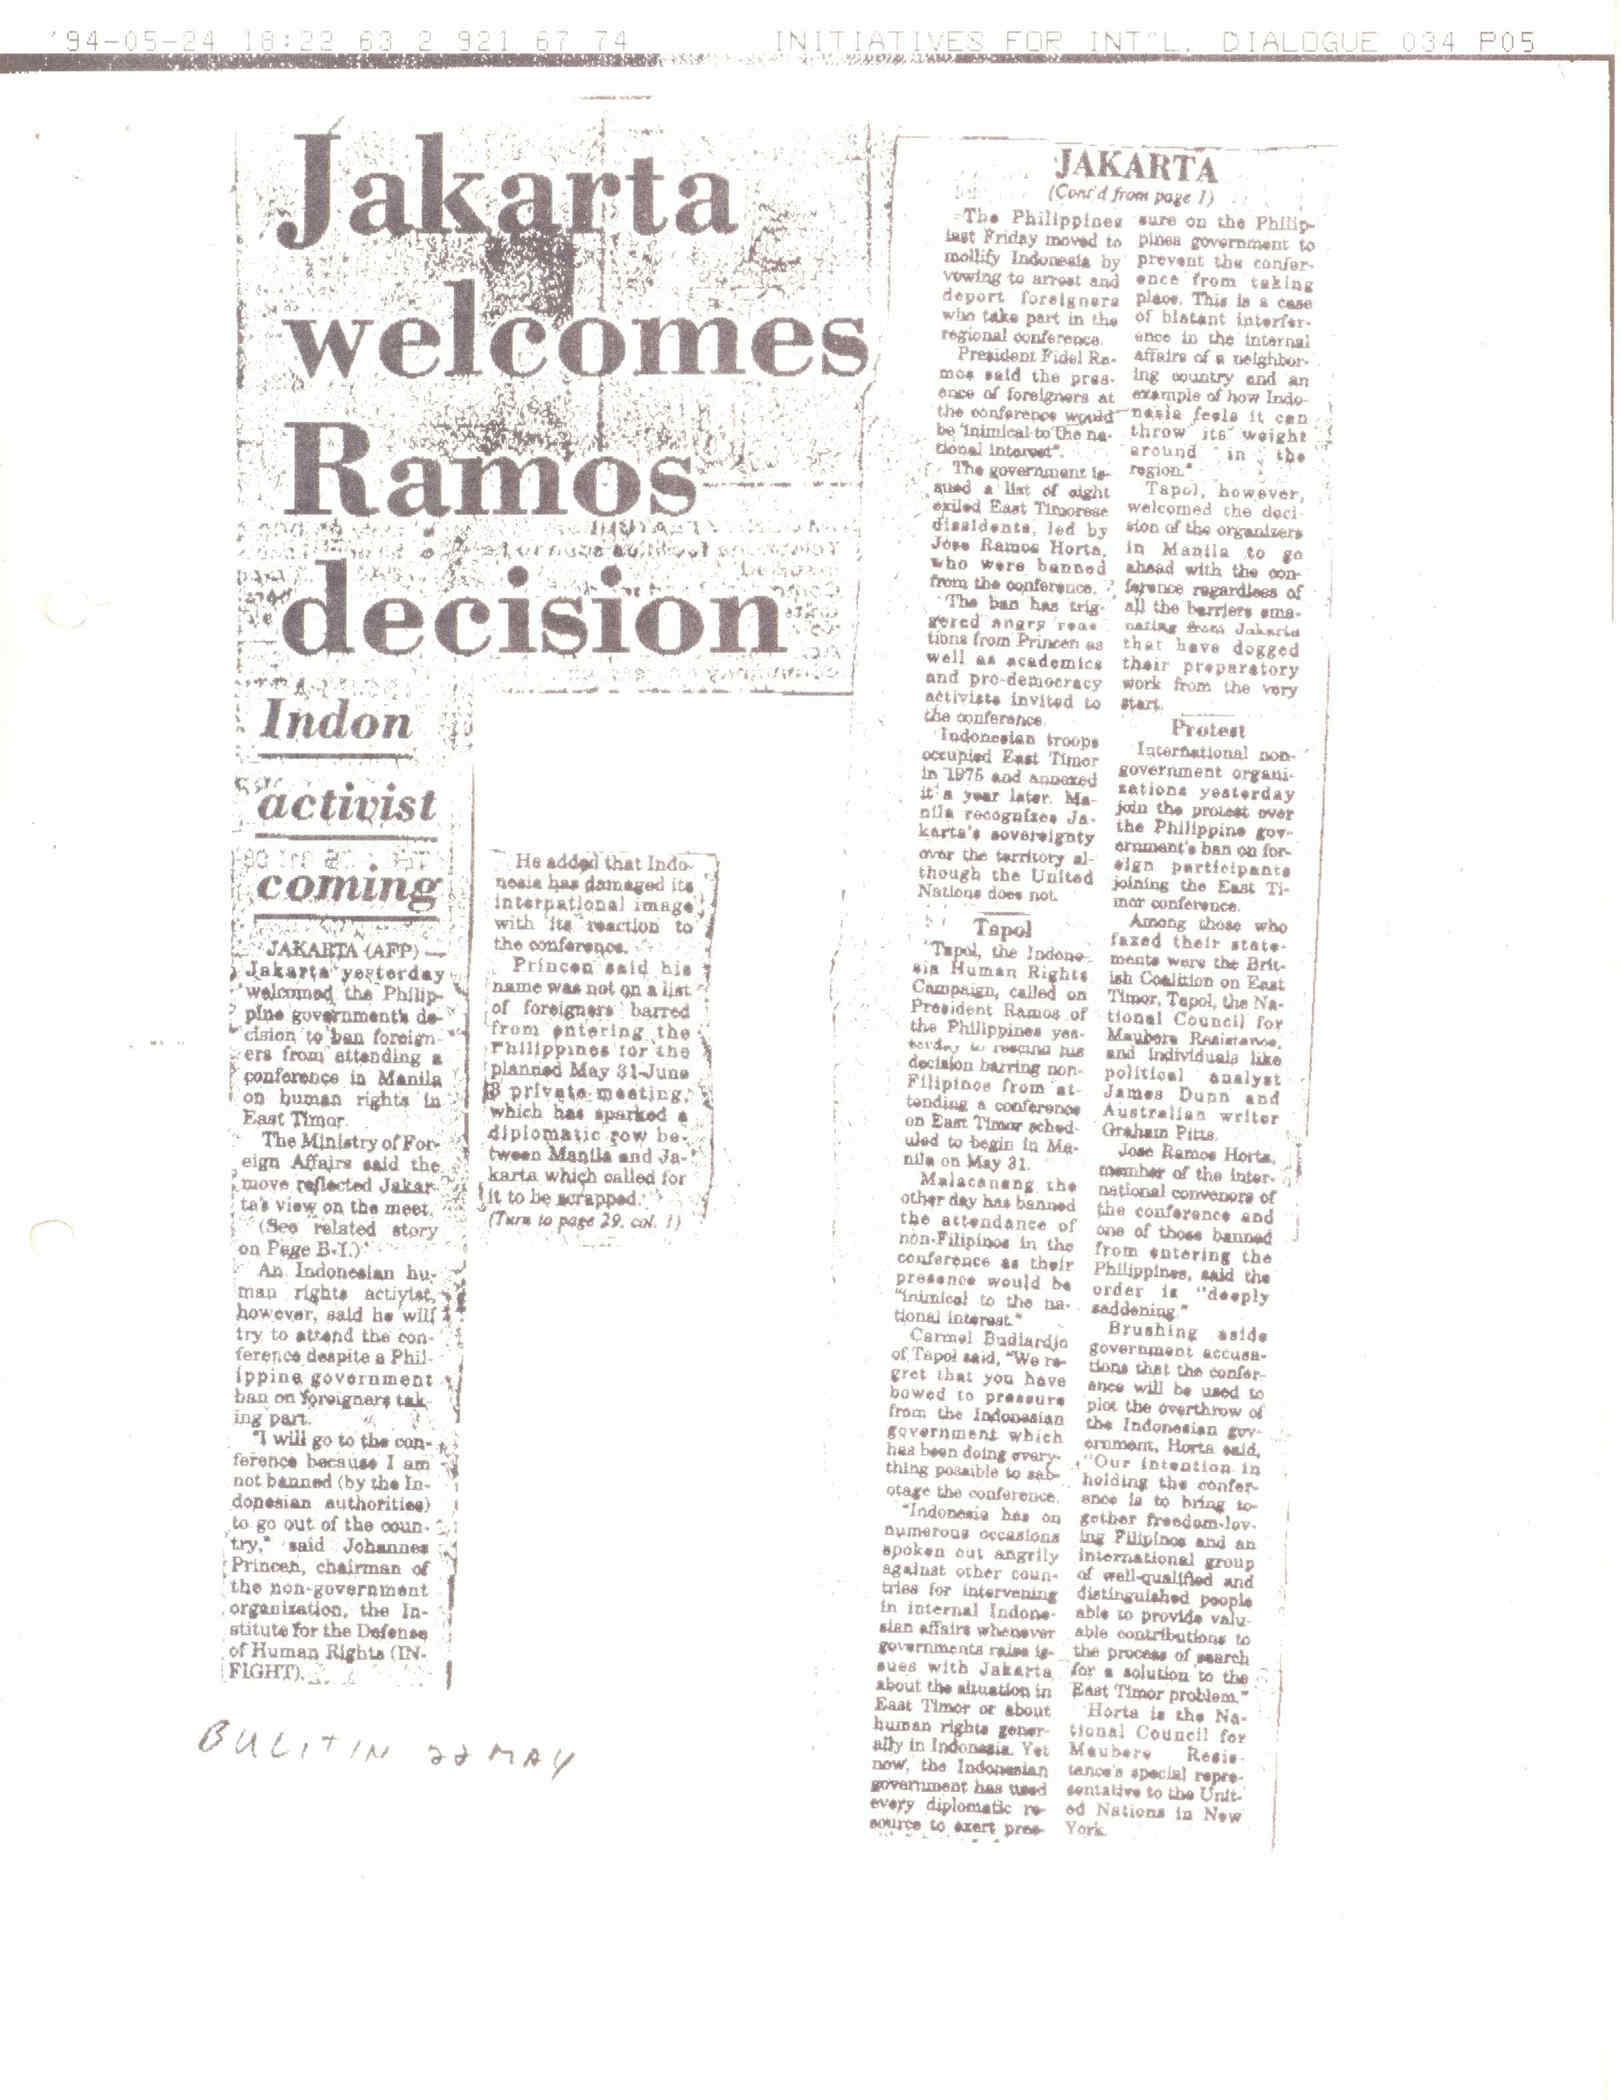 '94-05-24 16:22 63 2 921 67 74 INITIATIVES FOR INT'L. DIALOGUE 034 P05
Jakarta
welcomes
Ramos
decision
Indon
activist
coming
JAKARTA (AFP) —
Jakarta yesterday
welcomed the Philip-
pine government's de-
cision to ban foreign-
ers from attending a
conference in Manila
on human rights in
East Timor.
The Ministry of For-
eign Affairs said the
move reflected Jakar-
ta's view on the meet.
(See related story
on Page B-1.)
An Indonesian hu-
man rights activist,
however, said he will
try to attend the con-
ference despite a Phil-
ippine government
ban on foreigners tak-
ing part.
"I will go to the con-
ference because I am
not banned (by the In-
donesian authorities)
to go out of the coun-
try," said Johannes
Princen, chairman of
the non-government
organization, the In-
stitute for the Defense
of Human Rights (IN-
FIGHT).
He added that Indo-
nesia has damaged its
international image
with its reaction to
the conference.
Princen said his
name was not on a list
of foreigners barred
from entering the
Philippines for the
planned May 31-June
3 private meeting,
which has sparked a
diplomatic row be-
tween Manila and Ja-
karta which called for
it to be scrapped.
(Turn to page 29, col. 1)
BULITIN 22 MAY
JAKARTA
(Cont'd from page 1)
The Philippines
last Friday moved to
mollify Indonesia by
vowing to arrest and
deport foreigners
who take part in the
regional conference.
President Fidel Ra-
mos said the pres-
ence of foreigners at
the conference would
be "inimical to the na-
tional interest".
The government is-
sued a list of eight
exiled East Timorese
dissidents, led by
Jose Ramos Horta,
who were banned
from the conference.
The ban has trig-
gered angry reac-
tions from Princen as
well as academics
and pro-democracy
activists invited to
the conference.
Indonesian troops
occupied East Timor
in 1975 and annexed
it a year later. Ma-
nila recognizes Ja-
karta's sovereignty
over the territory al-
though the United
Nations does not.
Tapol
Tapol, the Indone-
sia Human Rights
Campaign, called on
President Ramos of
the Philippines yes-
terday to rescind his
decision barring non-
Filipinos from at-
tending a conference
on East Timor sched-
uled to begin in Ma-
nila on May 31.
Malacanang the
other day has banned
the attendance of
non-Filipinos in the
conference as their
presence would be
"inimical to the na-
tional interest."
Carmel Budiardjo
of Tapol said, "We re-
gret that you have
bowed to pressure
from the Indonesian
government which
has been doing every-
thing possible to sab-
otage the conference.
"Indonesia has on
numerous occasions
spoken out angrily
against other coun-
tries for intervening
in internal Indone-
sian affairs whenever
governments raise is-
sues with Jakarta
about the situation in
East Timor or about
human rights gener-
ally in Indonesia. Yet
now, the Indonesian
government has used
every diplomatic re-
source to exert pres-
sure on the Philip-
pines government to
prevent the confer-
ence from taking
place. This is a case
of blatant interfer-
ence in the internal
affairs of a neighbor-
ing country and an
example of how Indo-
nesia feels it can
throw its weight
around in the
region."
Tapol, however,
welcomed the deci-
sion of the organizers
in Manila to go
ahead with the con-
ference regardless of
all the barriers ema-
nating from Jakarta
that have dogged
their preparatory
work from the very
start.
Protest
International non-
government organi-
zations yesterday
join the protest over
the Philippine gov-
ernment's ban on for-
eign participants
joining the East Ti-
mor conference.
Among those who
faxed their state-
ments were the Brit-
ish Coalition on East
Timor, Tapol, the Na-
tional Council for
Maubere Resistance,
and individuals like
political analyst
James Dunn and
Australian writer
Graham Pitts.
Jose Ramos Horta,
member of the inter-
national convenors of
the conference and
one of those banned
from entering the
Philippines, said the
order is "deeply
saddening."
Brushing aside
government accusa-
tions that the confer-
ence will be used to
plot the overthrow of
the Indonesian gov-
ernment, Horta said,
"Our intention in
holding the confer-
ence is to bring to-
gether freedom-lov-
ing Filipinos and an
international group
of well-qualified and
distinguished people
able to provide valu-
able contributions to
the process of search
for a solution to the
East Timor problem."
Horta is the Na-
tional Council for
Maubere Resis-
tance's special repre-
sentative to the Unit-
ed Nations in New
York.